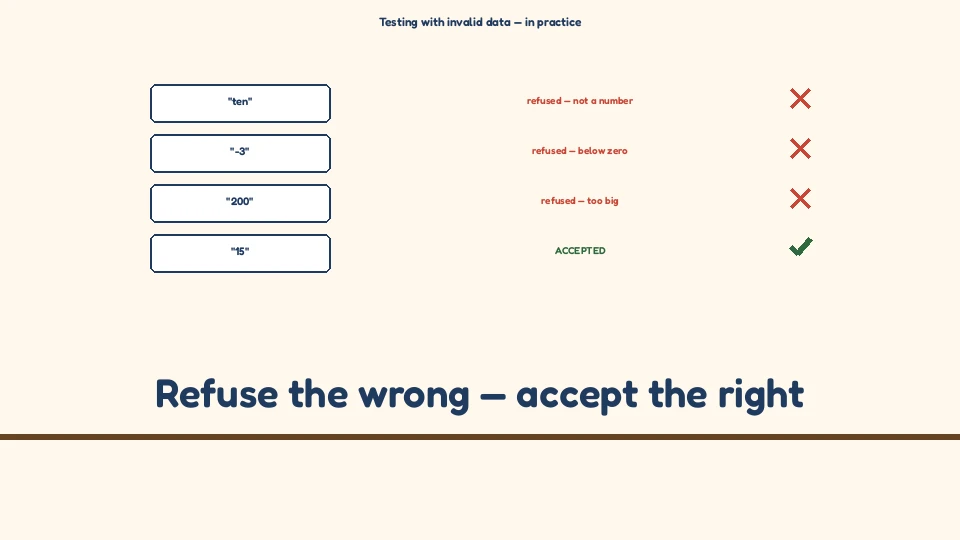 Testing with invalid data — in practice
"ten" refused — not a number
"-3" refused — below zero
"200" refused — too big
"15" ACCEPTED
Refuse the wrong — accept the right